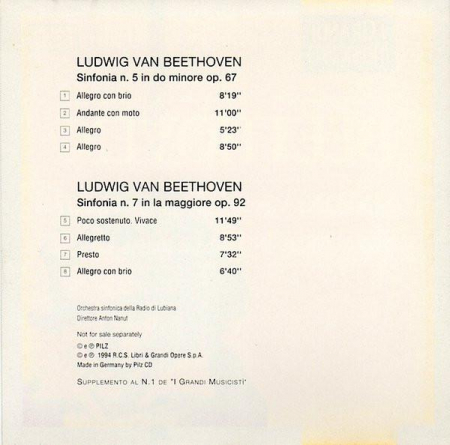 LUDWIG VAN BEETHOVEN
Sinfonia n. 5 in do minore op. 67
1 Allegro con brio 8'19''
2 Andante con moto 11'00''
3 Allegro 5'23''
4 Allegro 8'50''
LUDWIG VAN BEETHOVEN
Sinfonia n. 7 in la maggiore op. 92
5 Poco sostenuto. Vivace 11'49''
6 Allegretto 8'53''
7 Presto 7'32''
8 Allegro con brio 6'40''
Orchestra sinfonica della Radio di Lubiana
Direttore Anton Nanut
Not for sale separately
© e ℗ PILZ
© e ℗ 1994 R.C.S. Libri & Grandi Opere S.p.A.
Made in Germany by Pilz CD
SUPPLEMENTO AL N.1 DE "I GRANDI MUSICISTI"